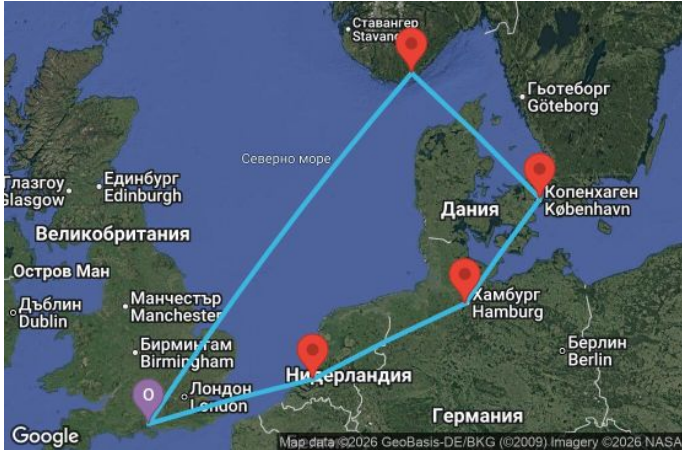 Ставангер
Stavang
Гьотеборг
Göteborg
Северно море
Глазгоу
Glasgow
Единбург
Edinburgh
Копенхаген
København
Дания
Великобритания
Остров Ман
Дъблин
Dublin
Манчестър
Manchester
Хамбург
Hamburg
Бирмингам
Birmingham
Берлин
Berlin
Нидерландия
О
Лондон
London
Германия
Google
Map data ©2026 GeoBasis-DE/BKG (©2009) Imagery ©2026 NASA